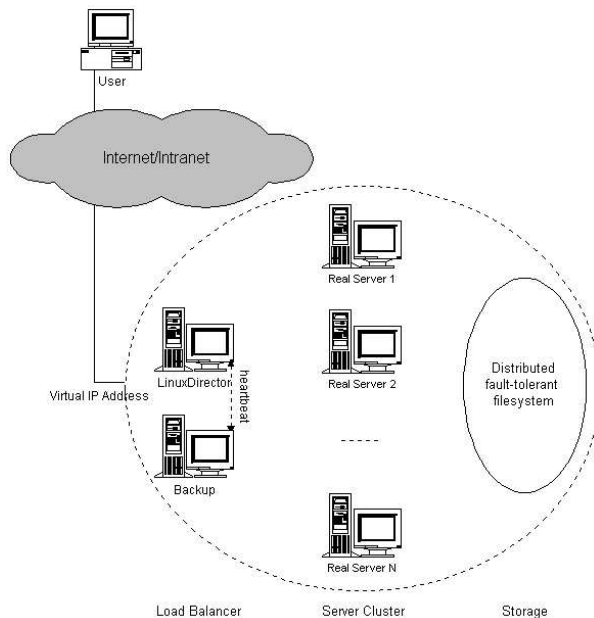 User
Internet/Intranet
Real Server 1
LinuxDirector
heartbeat
Real Server 2
Distributed
fault-tolerant
filesystem
Virtual IP Address
Backup
Real Server N
Load Balancer
Server Cluster
Storage